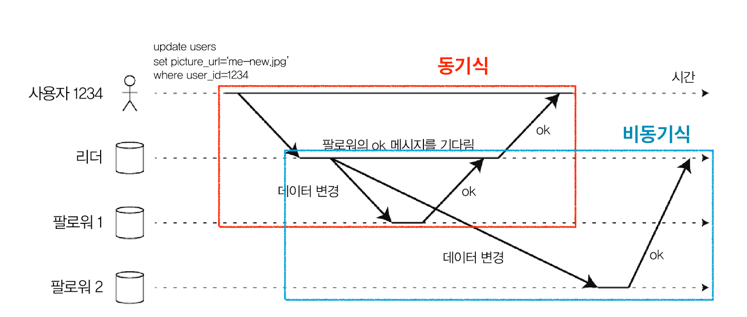 update users
set picture_url='me-new.jpg'
where user_id=1234
동기식
사용자 1234
시간
비동기식
ok
팔로워의 ok 메시지를 기다림
리더
데이터 변경
ok
팔로워 1
데이터 변경
ok
팔로워 2